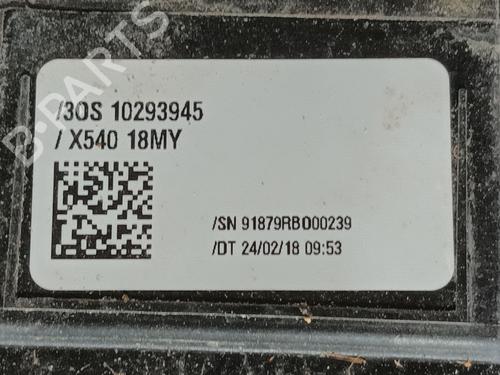 /3OS 10293945
/ X540 18MY
/SN 91879RB000239
/DT 24/02/18 09:53
B-PARTS